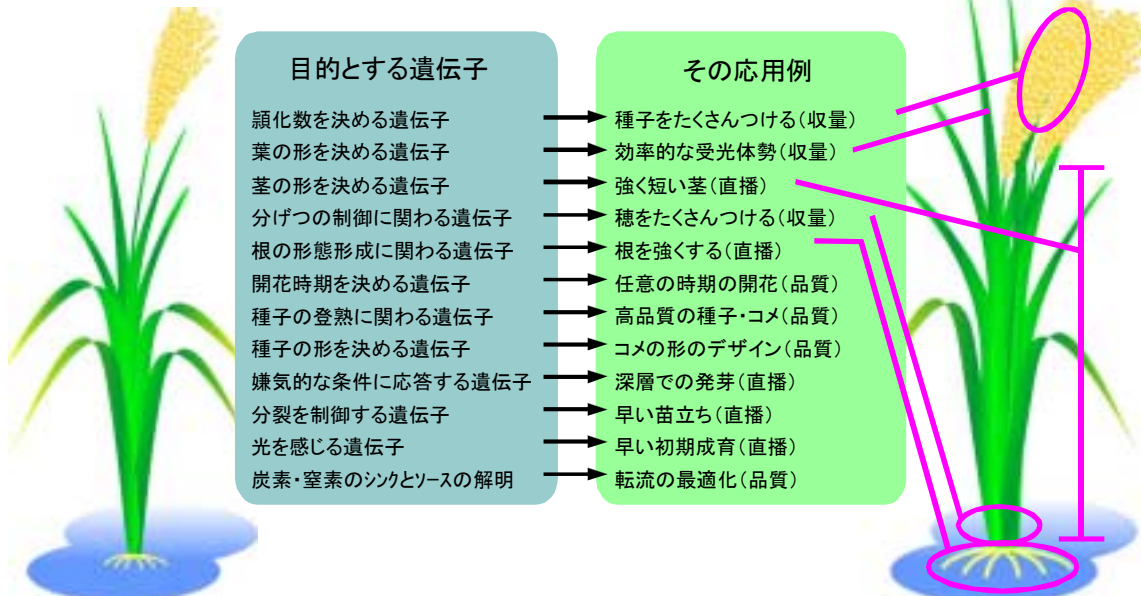 目的とする遺伝子
その応用例
頴化数を決める遺伝子
種子をたくさんつける(収量)
葉の形を決める遺伝子
効率的な受光体勢(収量)
茎の形を決める遺伝子
強く短い茎(直播)
分げつの制御に関わる遺伝子
穂をたくさんつける(収量)
根の形態形成に関わる遺伝子
根を強くする(直播)
開花時期を決める遺伝子
任意の時期の開花(品質)
種子の登熟に関わる遺伝子
高品質の種子・コメ(品質)
種子の形を決める遺伝子
コメの形のデザイン(品質)
嫌気的な条件に応答する遺伝子
深層での発芽(直播)
分裂を制御する遺伝子
早い苗立ち(直播)
光を感じる遺伝子
早い初期成育(直播)
炭素・窒素のシンクとソースの解明
転流の最適化(品質)